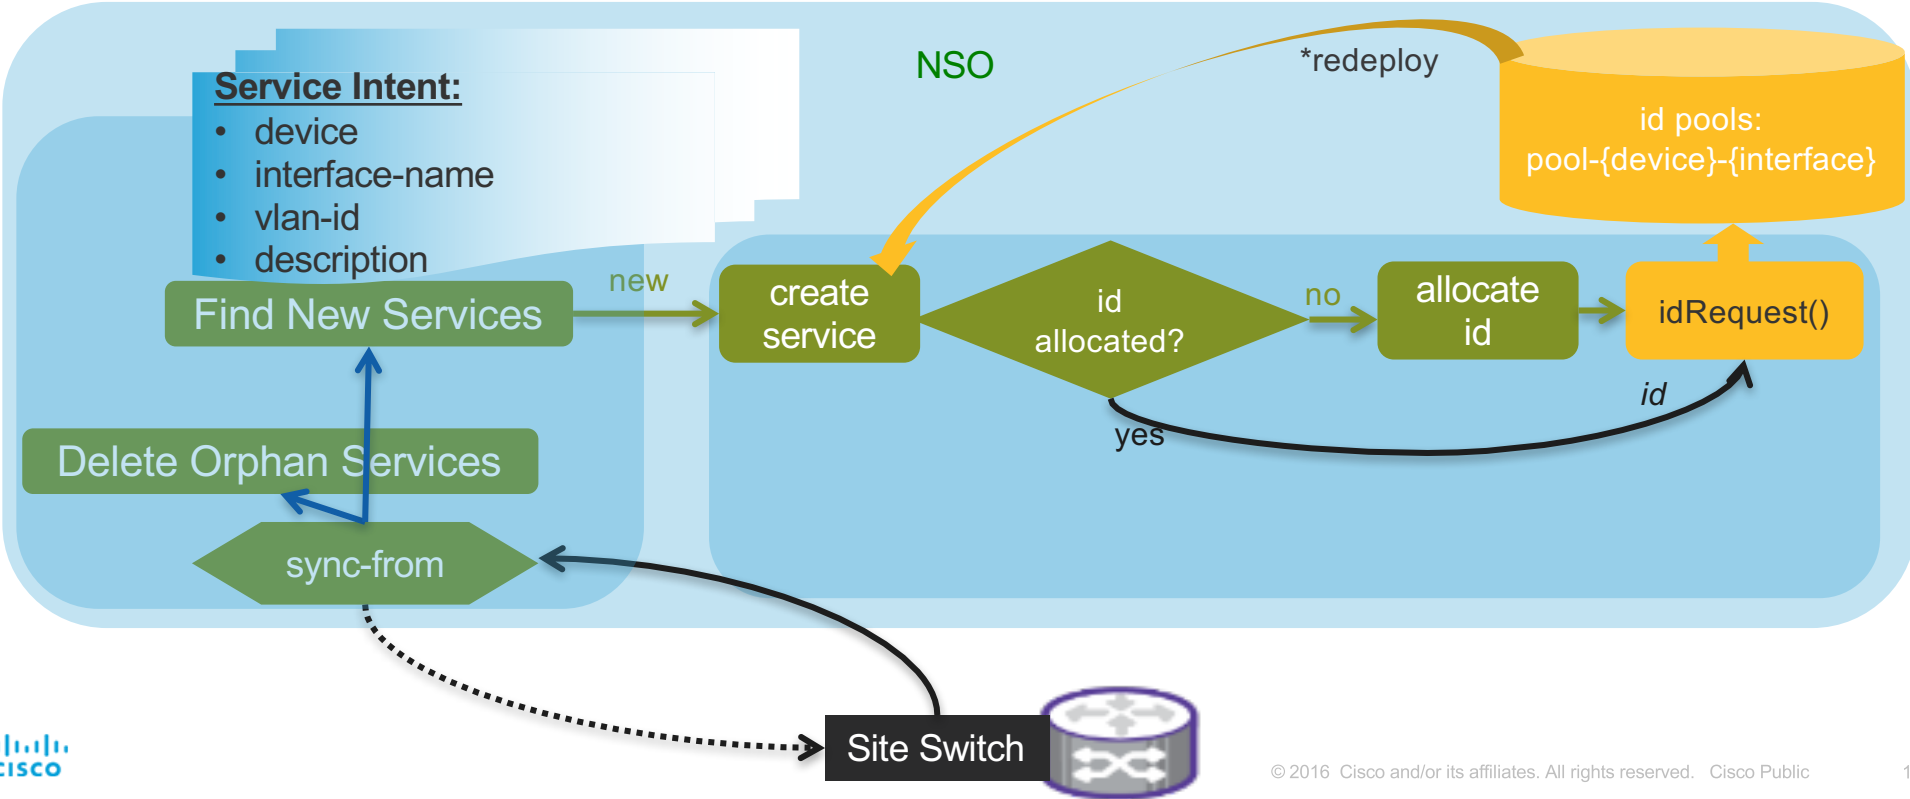 NSO
*redeploy
Service Intent:
• device
• interface-name
• vlan-id
• description
id pools:
pool-{device}-{interface}
Find New Services
new
create
service
id
allocated?
no
allocate
id
idRequest()
id
yes
Delete Orphan Services
sync-from
Site Switch
CISCO
© 2016 Cisco and/or its affiliates. All rights reserved. Cisco Public
1